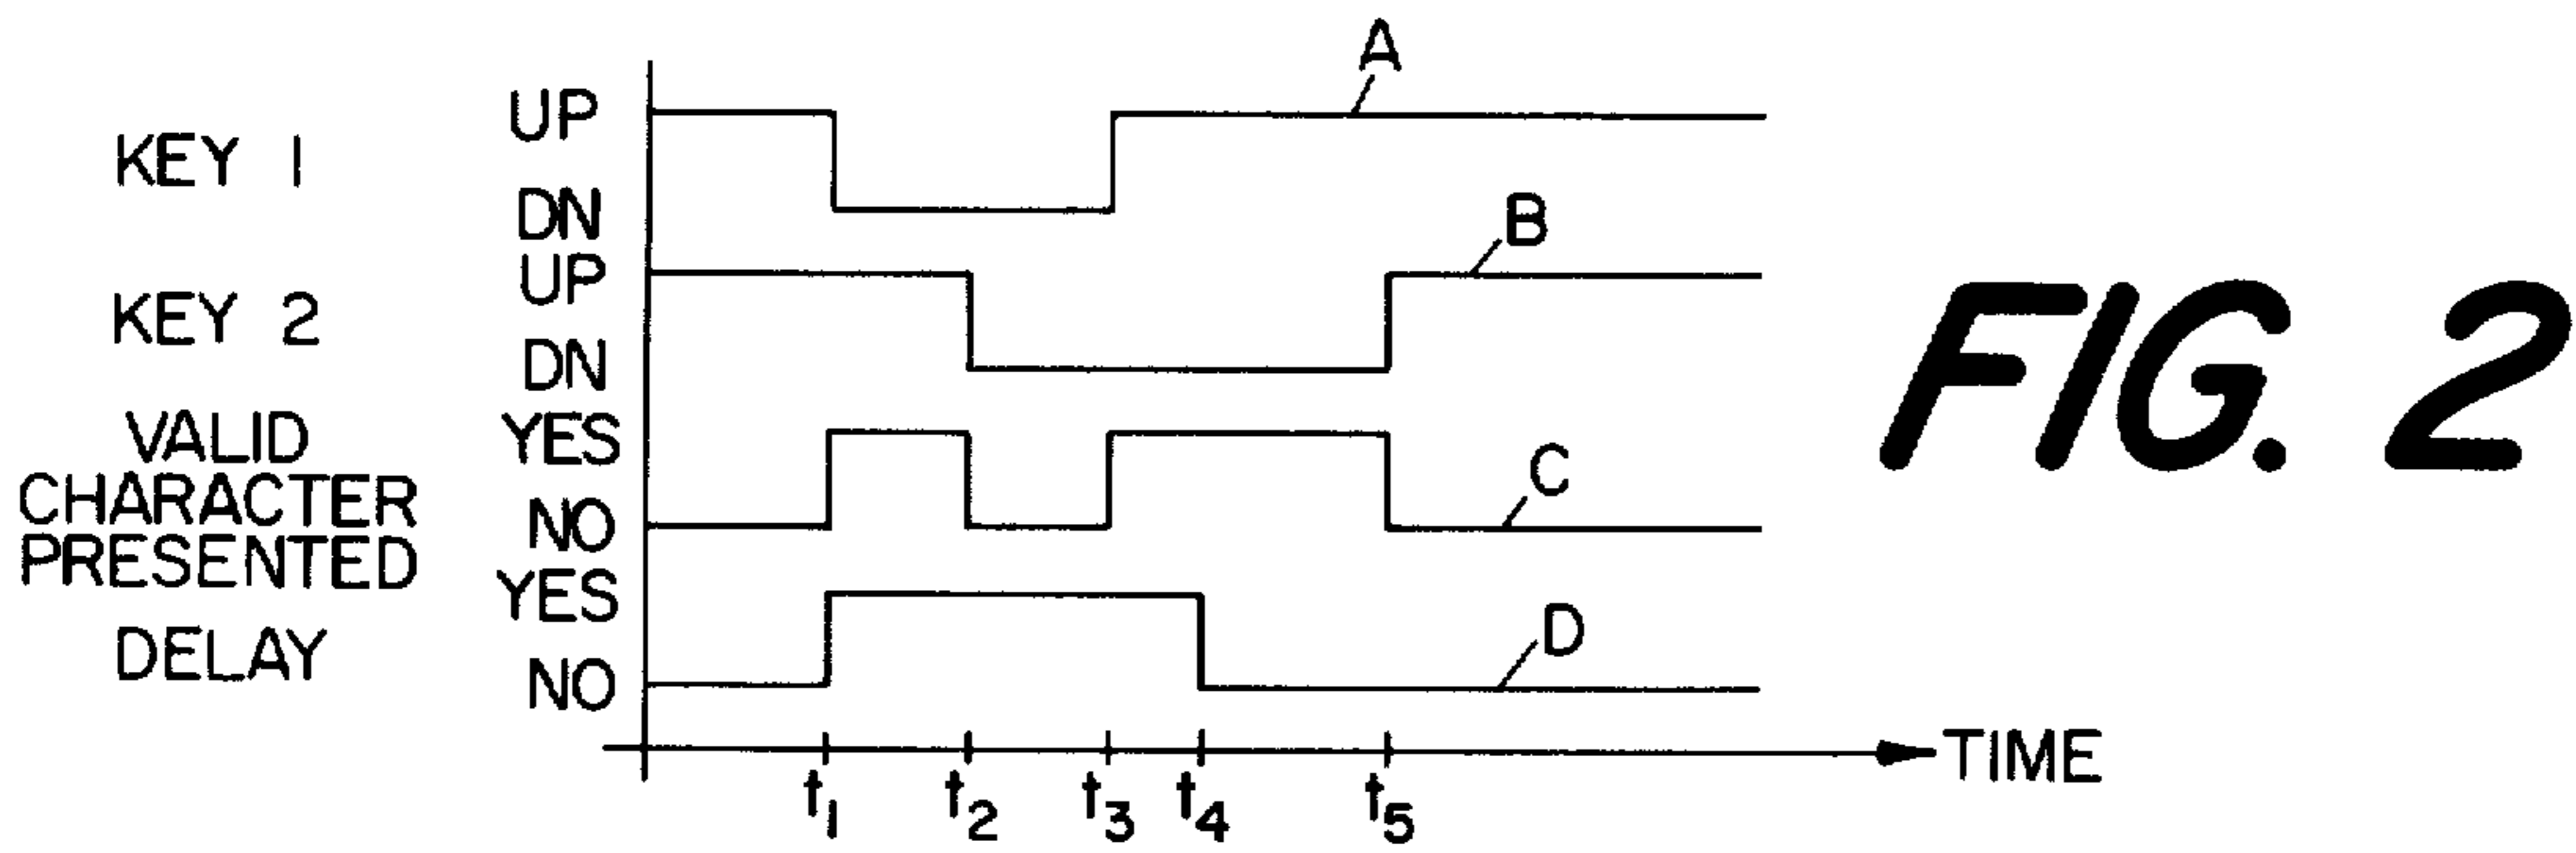 A
UP
KEY 1
DN
B
UP
KEY 2
DN
VALID
CHARACTER
PRESENTED
YES
NO
C
YES
DELAY
NO
D
TIME
t1 t2 t3 t4 t5
FIG. 2